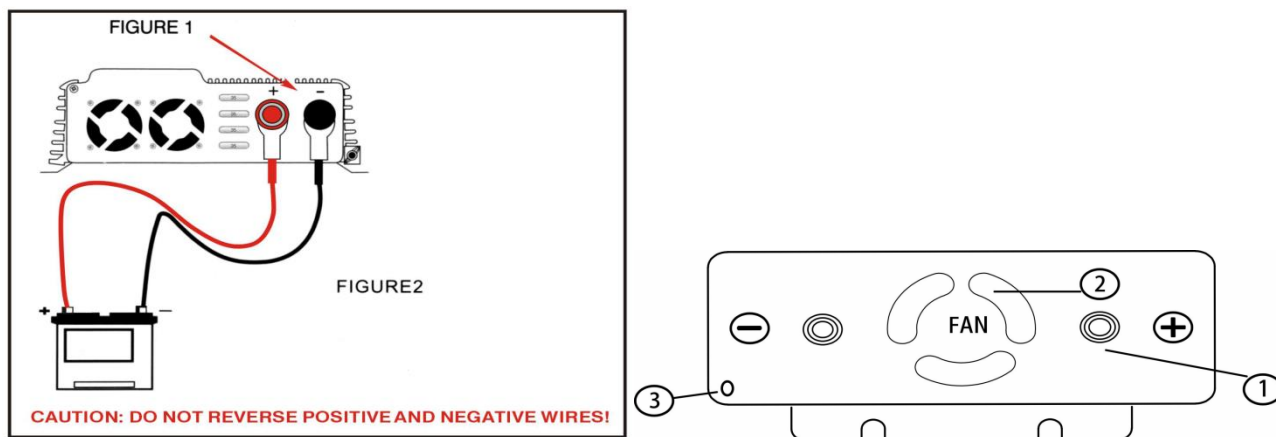 FIGURE 1
+ -
FIGURE2
+ -
CAUTION: DO NOT REVERSE POSITIVE AND NEGATIVE WIRES!
2
- FAN +
3
1